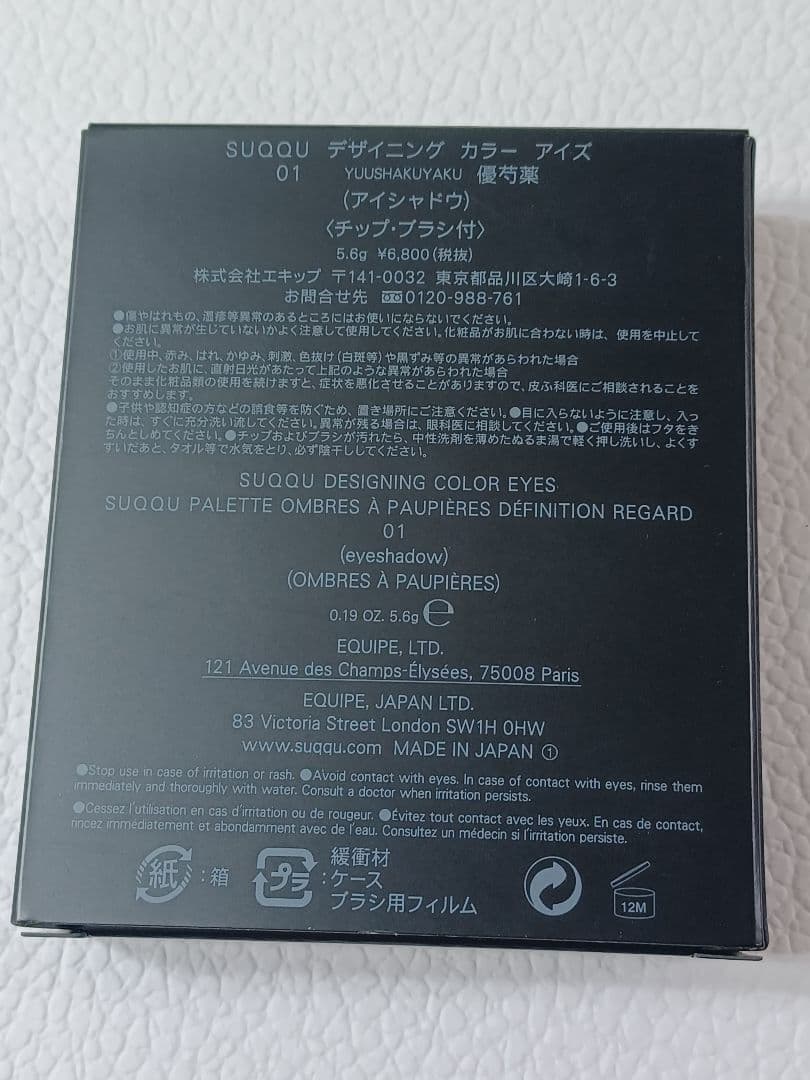 SUQQU デザイニング カラー アイズ
01 YUUSHAKUYAKU 優芍薬
(アイシャドウ)
〈チップ・ブラシ付〉
5.6g ¥6,800(税抜)
株式会社エキップ 〒141-0032 東京都品川区大崎1-6-3
お問合せ先 0120-988-761
●傷やはれもの、湿疹等異常のあるところにはお使いにならないでください。
●お肌に異常が生じていないかよく注意して使用してください。化粧品がお肌に合わない時は、使用を中止して
ください。
①使用中、赤み、はれ、かゆみ、刺激、色抜け(白斑等)や黒ずみ等の異常があらわれた場合
②使用したお肌に、直射日光があたって上記のような異常があらわれた場合
そのまま化粧品類の使用を続けますと、症状を悪化させることがありますので、皮ふ科医にご相談されることを
おすすめします。
●子供や認知症の方などの誤食等を防ぐため、置き場所にご注意ください。●目に入らないように注意し、入っ
た時は、すぐに充分洗い流してください。異常が残る場合は、眼科医に相談してください。●ご使用後はフタをき
ちんとしめてください。●チップおよびブラシが汚れたら、中性洗剤を薄めたぬるま湯で軽く押し洗いし、よくす
すいだあと、タオル等で水気をとり、必ず陰干ししてください。
SUQQU DESIGNING COLOR EYES
SUQQU PALETTE OMBRES À PAUPIÈRES DÉFINITION REGARD
01
(eyeshadow)
(OMBRES À PAUPIÈRES)
0.19 OZ. 5.6g ℮
EQUIPE, LTD.
121 Avenue des Champs-Élysées, 75008 Paris
EQUIPE, JAPAN LTD.
83 Victoria Street London SW1H 0HW
www.suqqu.com MADE IN JAPAN ①
●Stop use in case of irritation or rash. ●Avoid contact with eyes. In case of contact with eyes, rinse them
immediately and thoroughly with water. Consult a doctor when irritation persists.
●Cessez l'utilisation en cas d'irritation ou de rougeur. ●Évitez tout contact avec les yeux. En cas de contact,
rincez immédiatement et abondamment avec de l'eau. Consultez un médecin si l'irritation persiste.
紙 :箱
プラ :緩衝材
ケース
ブラシ用フィルム
12M